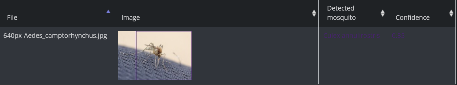 File
Image
Detected
mosquito
Confidence
640px Aedes_camptorhynchus.jpg